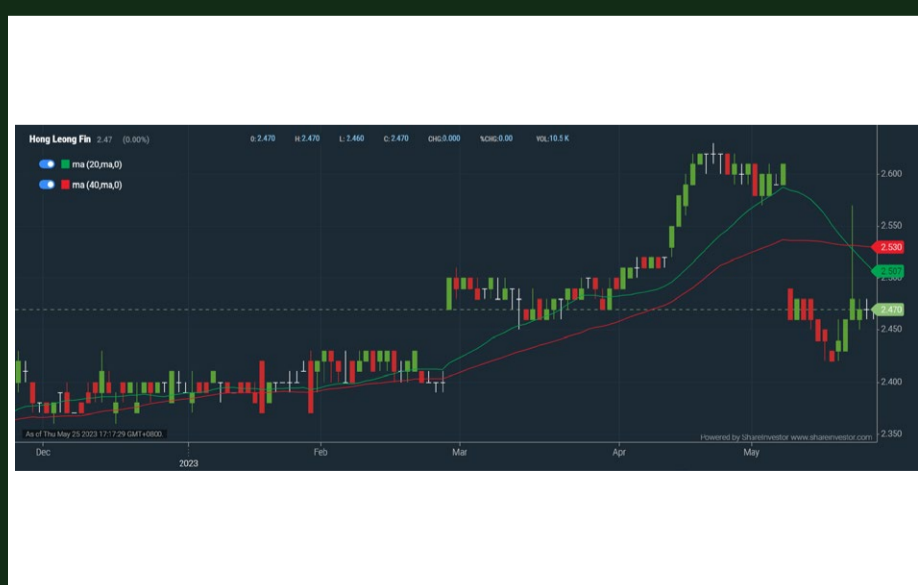 Hong Leong Fin 2.47 (0.00%) O: 2.470 H: 2.470 L: 2.460 C: 2.470 CHG:0.000 %CHG:0.00 VOL:10.5 K
ma (20,ma,0)
ma (40,ma,0)
2.600
2.550
2.530
2.507
2.500
2.470
2.450
2.400
2.350
As of Thu May 25 2023 17:17:29 GMT+0800
Powered by ShareInvestor www.shareinvestor.com
Dec Feb Mar Apr May
2023